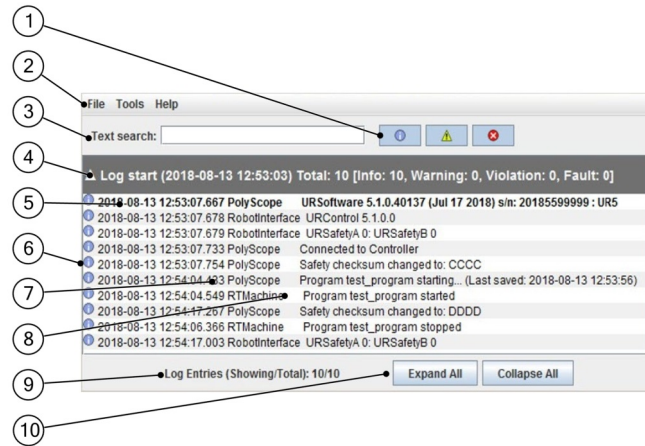 1
2
File Tools Help
3
Text search:
4
Log start (2018-08-13 12:53:03) Total: 10 [Info: 10, Warning: 0, Violation: 0, Fault: 0]
5
2018-08-13 12:53:07.667 PolyScope URSoftware 5.1.0.40137 (Jul 17 2018) s/n: 20185599999 : UR5
2018-08-13 12:53:07.678 RobotInterface URControl 5.1.0.0
2018-08-13 12:53:07.679 RobotInterface URSafetyA 0: URSafetyB 0
6
2018-08-13 12:53:07.733 PolyScope Connected to Controller
2018-08-13 12:53:07.754 PolyScope Safety checksum changed to: CCCC
7
2018-08-13 12:54:04.493 PolyScope Program test_program starting... (Last saved: 2018-08-13 12:53:56)
2018-08-13 12:54:04.549 RTMachine Program test_program started
8
2018-08-13 12:54:17.267 PolyScope Safety checksum changed to: DDDD
2018-08-13 12:54:06.366 RTMachine Program test_program stopped
2018-08-13 12:54:17.003 RobotInterface URSafetyA 0: URSafetyB 0
9
Log Entries (Showing/Total): 10/10 Expand All Collapse All
10